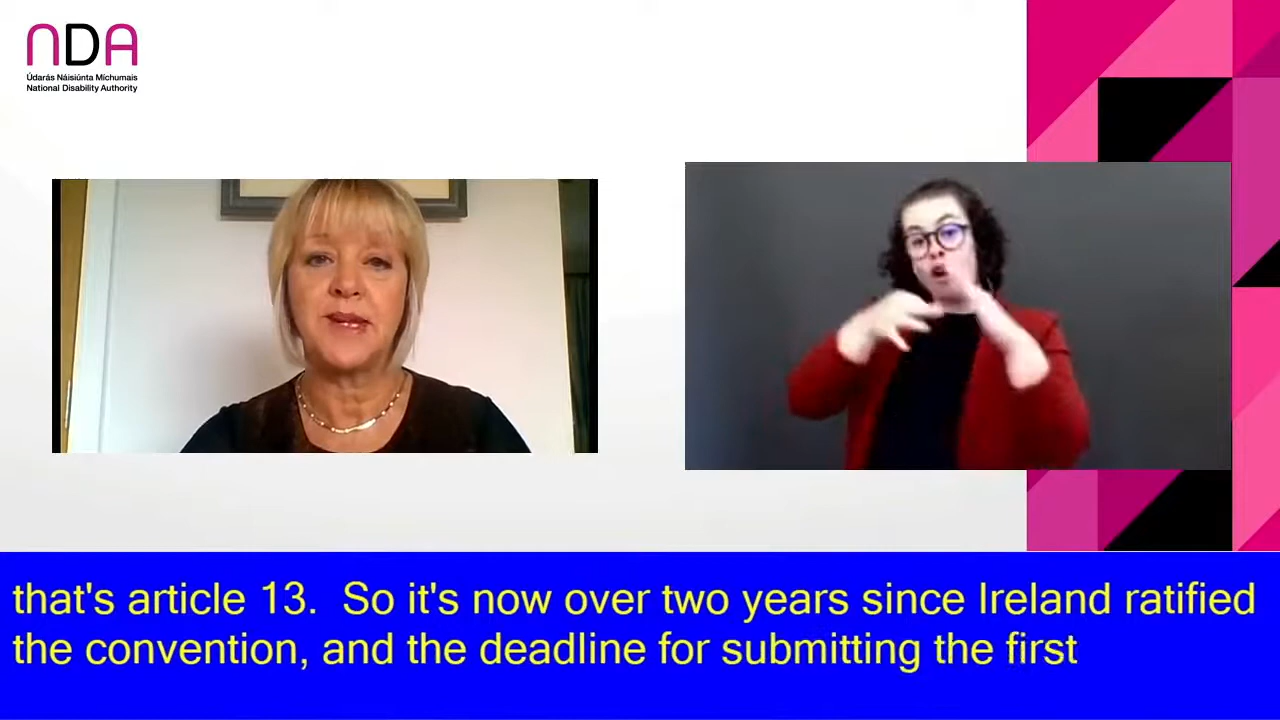 NDA
Údarás Náisiúnta Míchumais
National Disability Authority
that's article 13.  So it's now over two years since Ireland ratified
the convention, and the deadline for submitting the first